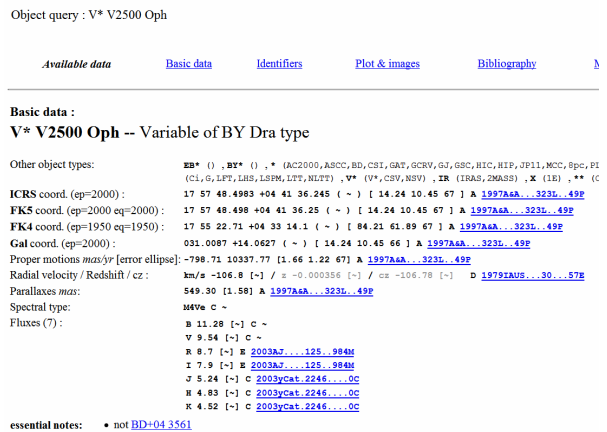 Object query : V* V2500 Oph
Available data Basic data Identifiers Plot & images Bibliography M
Basic data :
V* V2500 Oph -- Variable of BY Dra type
Other object types: EB* () ,BY* () ,* (AC2000,ASCC,BD,CSI,GAT,GCRV,GJ,GSC,HIC,HIP,JP11,MCC,8pc,PI
(Ci,G,LFT,LHS,LSPM,LTT,NLTT) ,V* (V*,CSV,NSV) ,IR (IRAS,2MASS) ,X (1E) ,** (C
ICRS coord. (ep=2000) : 17 57 48.4983 +04 41 36.245 ( ~ ) [ 14.24 10.45 67 ] A 1997A&A...323L..49P
FK5 coord. (ep=2000 eq=2000) : 17 57 48.498 +04 41 36.25 ( ~ ) [ 14.24 10.45 67 ] A 1997A&A...323L..49P
FK4 coord. (ep=1950 eq=1950) : 17 55 22.71 +04 33 14.1 ( ~ ) [ 84.21 61.89 67 ] A 1997A&A...323L..49P
Gal coord. (ep=2000) : 031.0087 +14.0627 ( ~ ) [ 14.24 10.45 66 ] A 1997A&A...323L..49P
Proper motions mas/yr [error ellipse]: -798.71 10337.77 [1.66 1.22 67] A 1997A&A...323L..49P
Radial velocity / Redshift / cz : km/s -106.8 [~] / z -0.000356 [~] / cz -106.78 [~] D 1979IAUS...30...57E
Parallaxes mas: 549.30 [1.58] A 1997A&A...323L..49P
Spectral type: M4Ve C ~
Fluxes (7) :
B 11.28 [~] C ~
V 9.54 [~] C ~
R 8.7 [~] E 2003AJ....125..984M
I 7.9 [~] E 2003AJ....125..984M
J 5.24 [~] C 2003yCat.2246....0C
H 4.83 [~] C 2003yCat.2246....0C
K 4.52 [~] C 2003yCat.2246....0C
essential notes: • not BD+04 3561